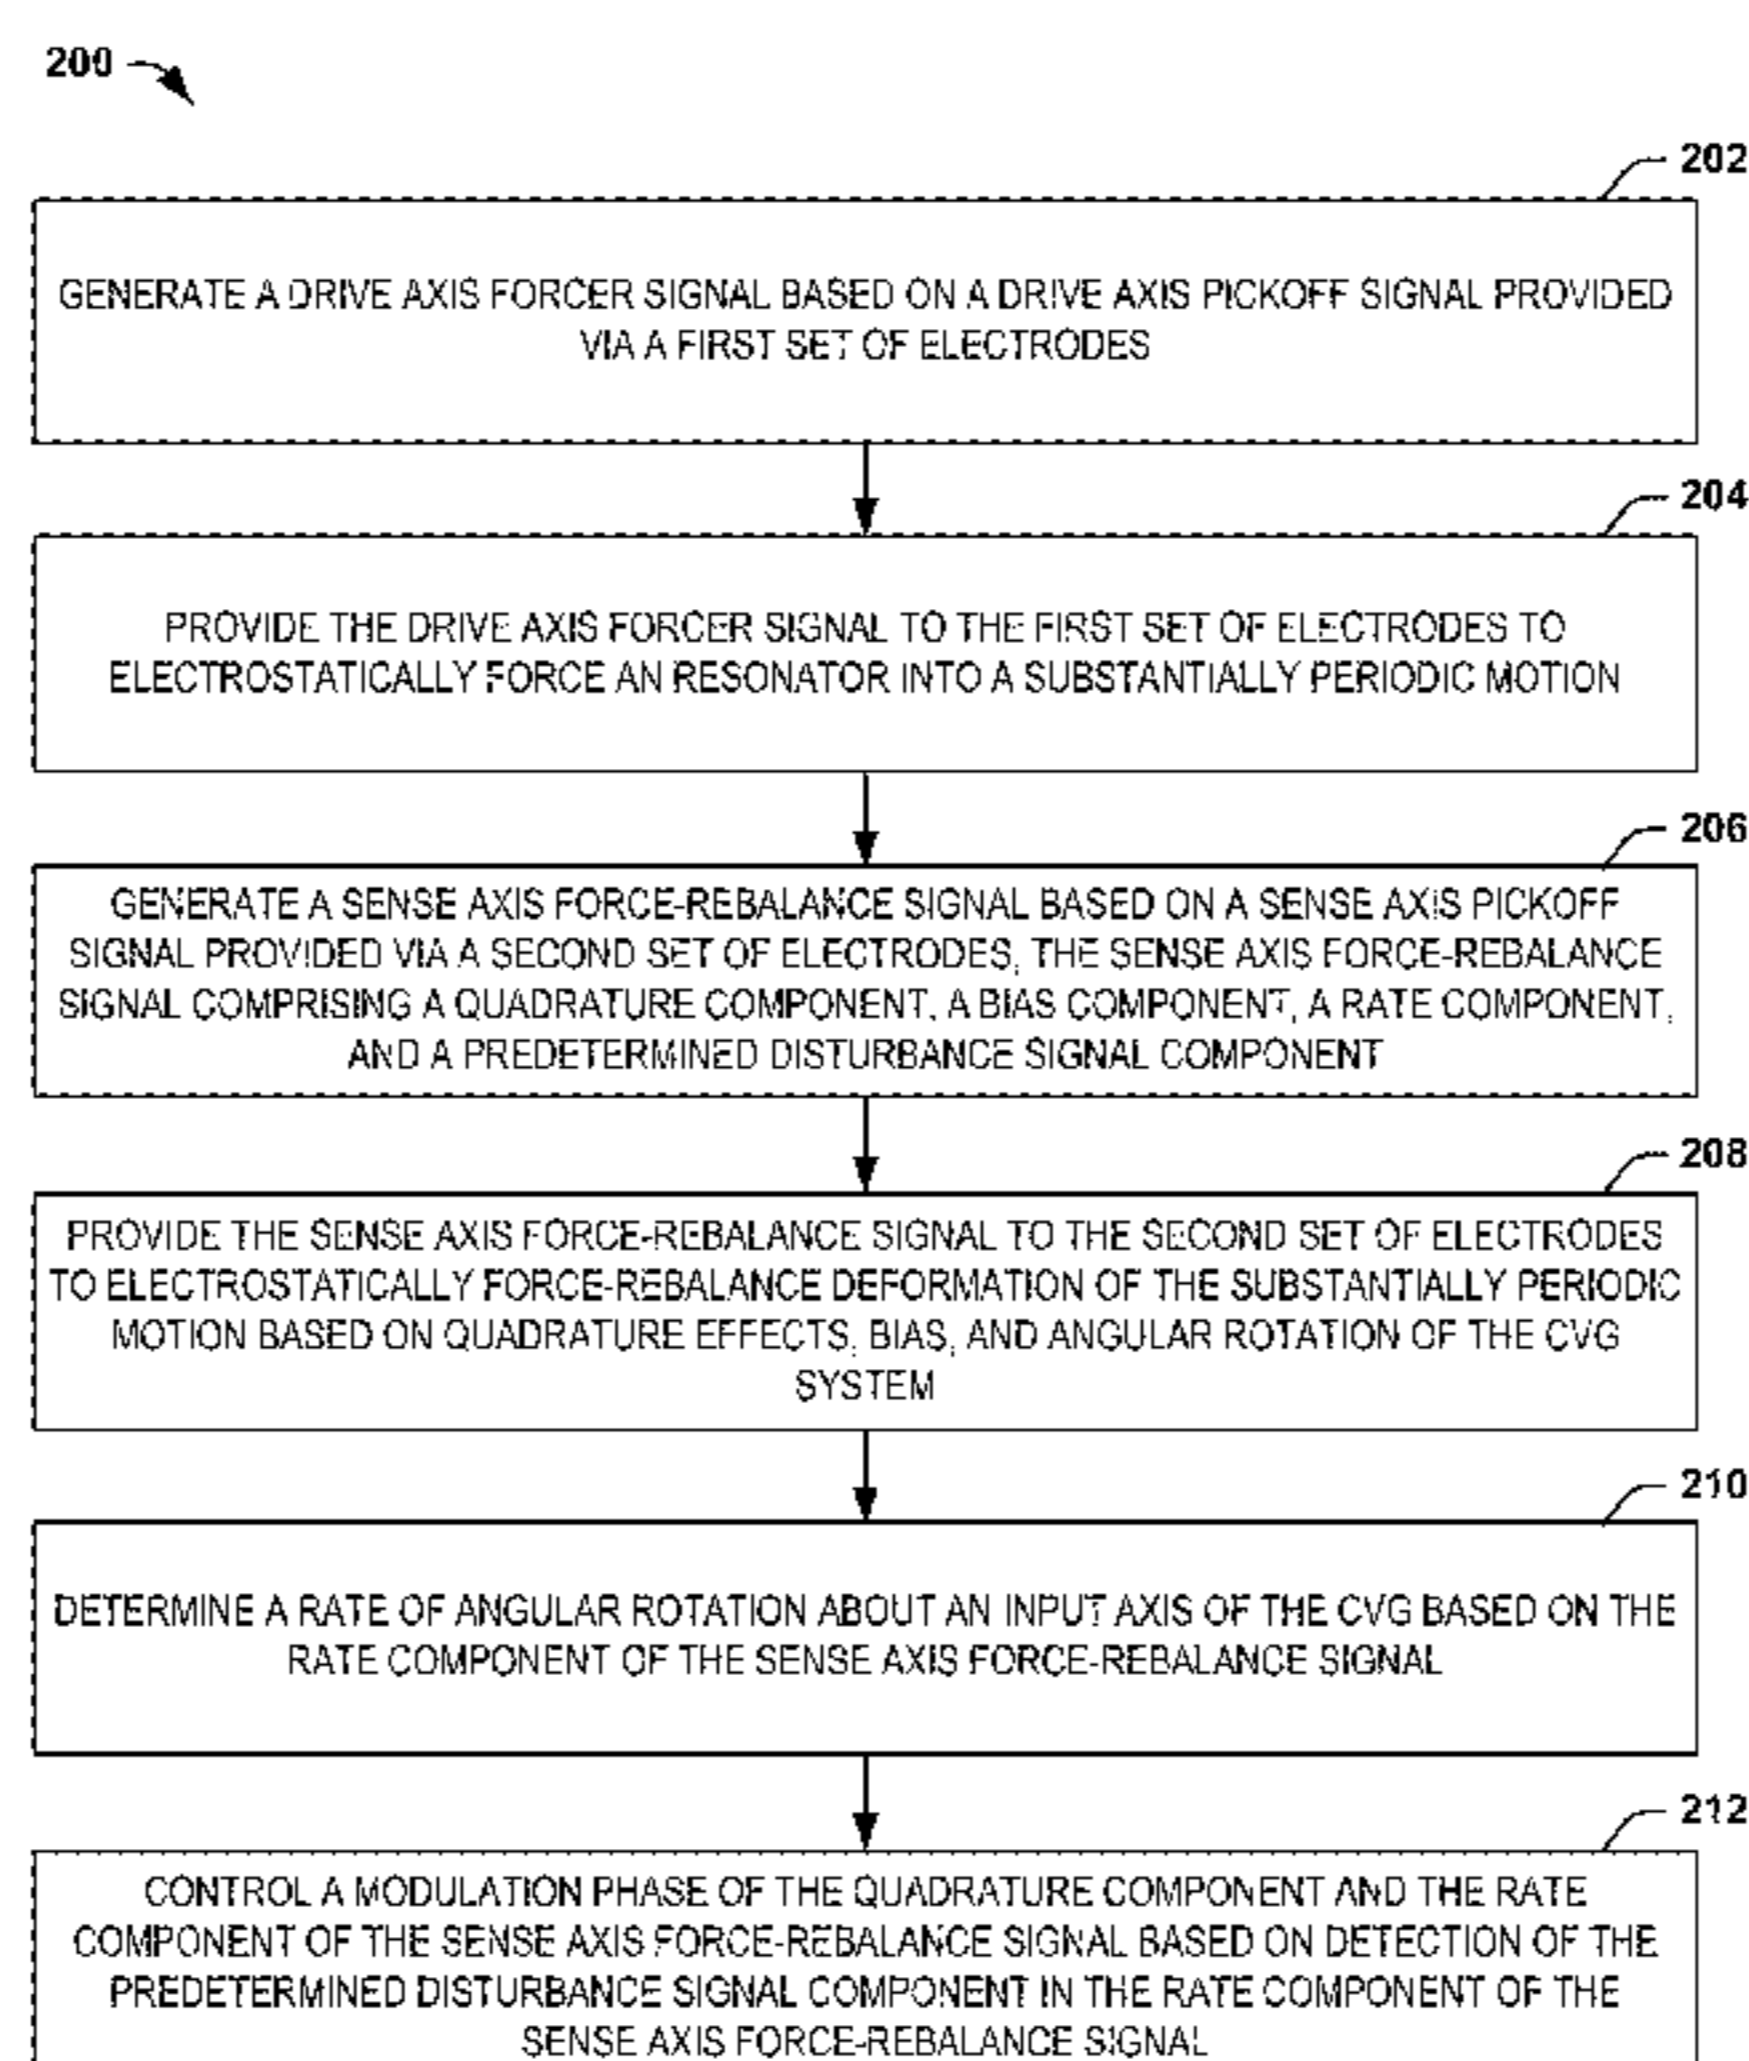 200
202
GENERATE A DRIVE AXIS FORCER SIGNAL BASED ON A DRIVE AXIS PICKOFF SIGNAL PROVIDED
VIA A FIRST SET OF ELECTRODES
204
PROVIDE THE DRIVE AXIS FORCER SIGNAL TO THE FIRST SET OF ELECTRODES TO
ELECTROSTATICALLY FORCE AN RESONATOR INTO A SUBSTANTIALLY PERIODIC MOTION
206
GENERATE A SENSE AXIS FORCE-REBALANCE SIGNAL BASED ON A SENSE AXIS PICKOFF
SIGNAL PROVIDED VIA A SECOND SET OF ELECTRODES, THE SENSE AXIS FORCE-REBALANCE
SIGNAL COMPRISING A QUADRATURE COMPONENT, A BIAS COMPONENT, A RATE COMPONENT,
AND A PREDETERMINED DISTURBANCE SIGNAL COMPONENT
208
PROVIDE THE SENSE AXIS FORCE-REBALANCE SIGNAL TO THE SECOND SET OF ELECTRODES
TO ELECTROSTATICALLY FORCE-REBALANCE DEFORMATION OF THE SUBSTANTIALLY PERIODIC
MOTION BASED ON QUADRATURE EFFECTS, BIAS, AND ANGULAR ROTATION OF THE CVG
SYSTEM
210
DETERMINE A RATE OF ANGULAR ROTATION ABOUT AN INPUT AXIS OF THE CVG BASED ON THE
RATE COMPONENT OF THE SENSE AXIS FORCE-REBALANCE SIGNAL
212
CONTROL A MODULATION PHASE OF THE QUADRATURE COMPONENT AND THE RATE
COMPONENT OF THE SENSE AXIS FORCE-REBALANCE SIGNAL BASED ON DETECTION OF THE
PREDETERMINED DISTURBANCE SIGNAL COMPONENT IN THE RATE COMPONENT OF THE
SENSE AXIS FORCE-REBALANCE SIGNAL